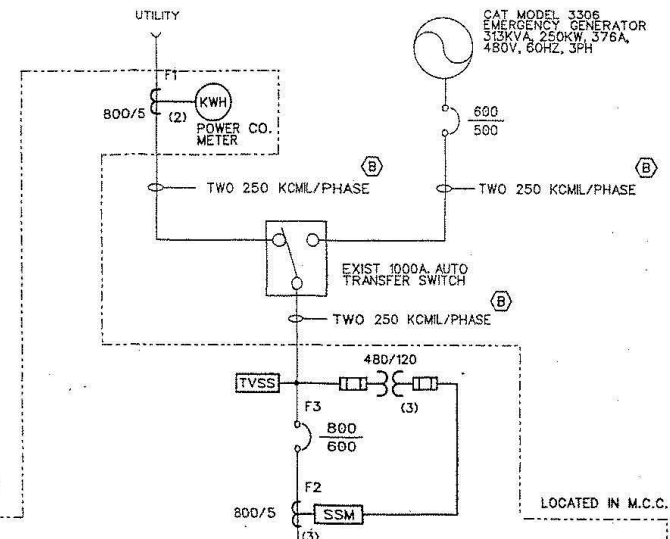 UTILITY
CAT MODEL 3306
EMERGENCY GENERATOR
313KVA, 250KW, 376A,
480V, 60HZ, 3PH
F1
800/5
(2)
KWH
POWER CO.
METER
600
500
B
TWO 250 KCMIL/PHASE
B
TWO 250 KCMIL/PHASE
EXIST 1000A. AUTO
TRANSFER SWITCH
B
TWO 250 KCMIL/PHASE
480/120
TVSS
(3)
F3
800
600
F2
800/5
SSM
(3)
LOCATED IN M.C.C.